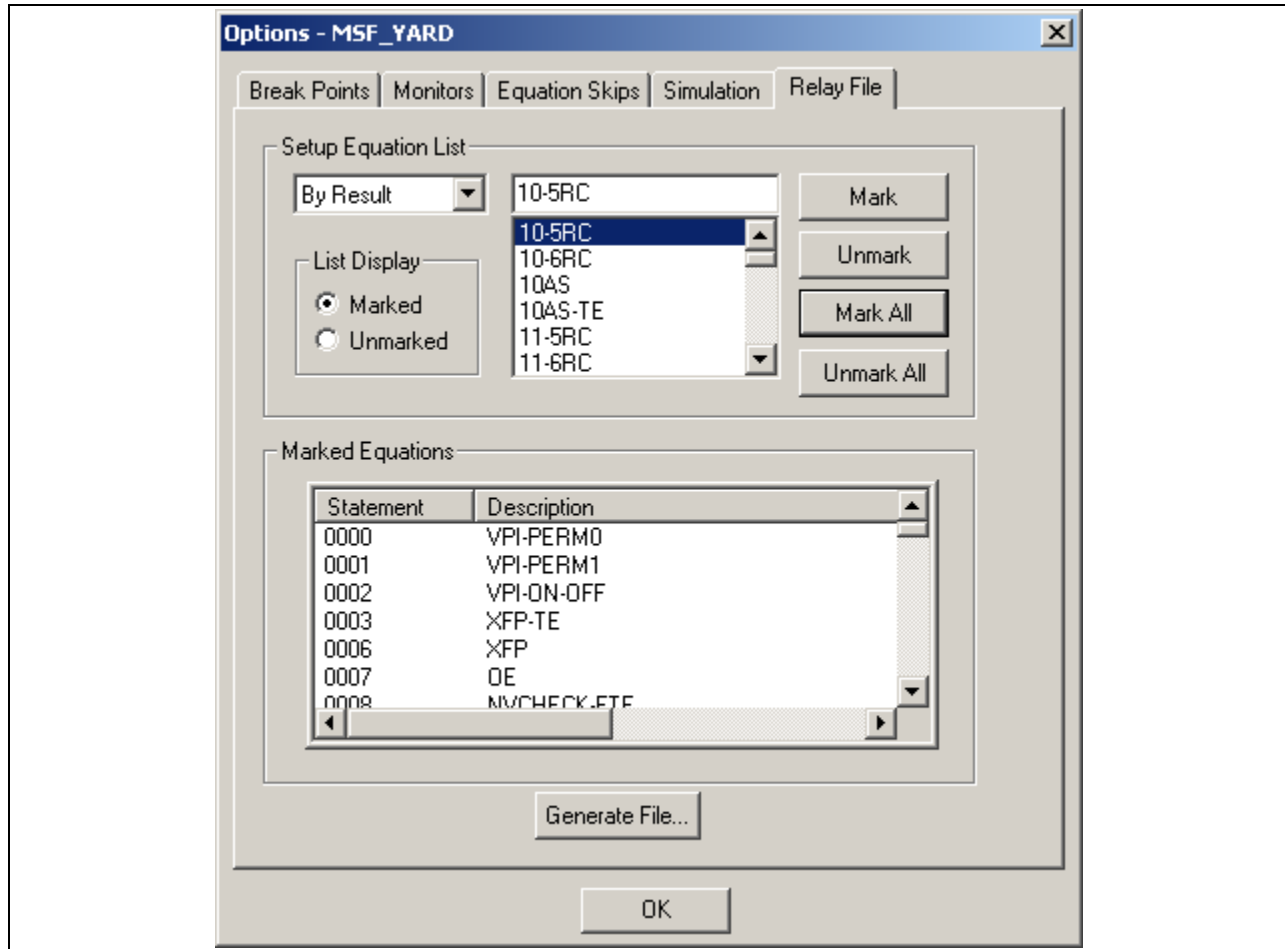 Options - MSF_YARD
Break Points Monitors Equation Skips Simulation Relay File
Setup Equation List
By Result
10-5RC
Mark
10-5RC
10-6RC
10AS
10AS-TE
11-5RC
11-6RC
Unmark
List Display
Marked
Unmarked
Mark All
Unmark All
Marked Equations
Statement Description
0000 VPI-PERM0
0001 VPI-PERM1
0002 VPI-ON-OFF
0003 XFP-TE
0006 XFP
0007 OE
0008 NVCHECK-FTF
Generate File...
OK